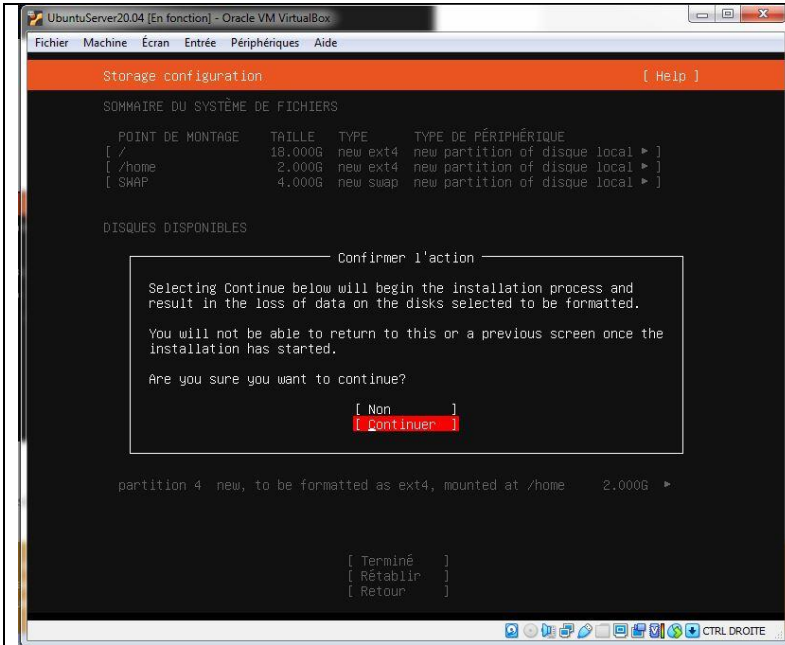 UbuntuServer20.04 [En fonction] - Oracle VM VirtualBox
Fichier Machine Écran Entrée Périphériques Aide
Storage configuration [ Help ]
SOMMAIRE DU SYSTÈME DE FICHIERS
POINT DE MONTAGE TAILLE TYPE TYPE DE PÉRIPHÉRIQUE
[ / 18.000G new ext4 new partition of disque local ▸ ]
[ /home 2.000G new ext4 new partition of disque local ▸ ]
[ SWAP 4.000G new swap new partition of disque local ▸ ]
DISQUES DISPONIBLES
Confirmer l'action
Selecting Continue below will begin the installation process and
result in the loss of data on the disks selected to be formatted.
You will not be able to return to this or a previous screen once the
installation has started.
Are you sure you want to continue?
[ Non ]
[ Continuer ]
partition 4 new, to be formatted as ext4, mounted at /home 2.000G ▸
[ Terminé ]
[ Rétablir ]
[ Retour ]
CTRL DROITE